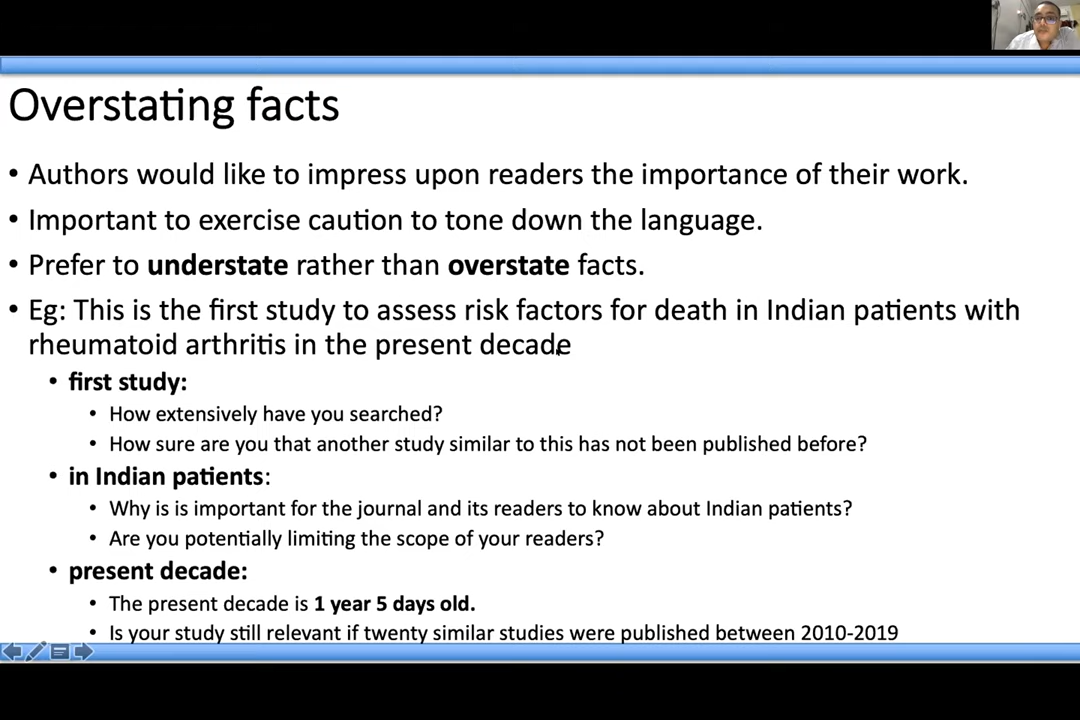 Overstating facts
• Authors would like to impress upon readers the importance of their work.
• Important to exercise caution to tone down the language.
• Prefer to understate rather than overstate facts.
• Eg: This is the first study to assess risk factors for death in Indian patients with
rheumatoid arthritis in the present decade
• first study:
• How extensively have you searched?
• How sure are you that another study similar to this has not been published before?
• in Indian patients:
• Why is is important for the journal and its readers to know about Indian patients?
• Are you potentially limiting the scope of your readers?
• present decade:
• The present decade is 1 year 5 days old.
• Is your study still relevant if twenty similar studies were published between 2010-2019